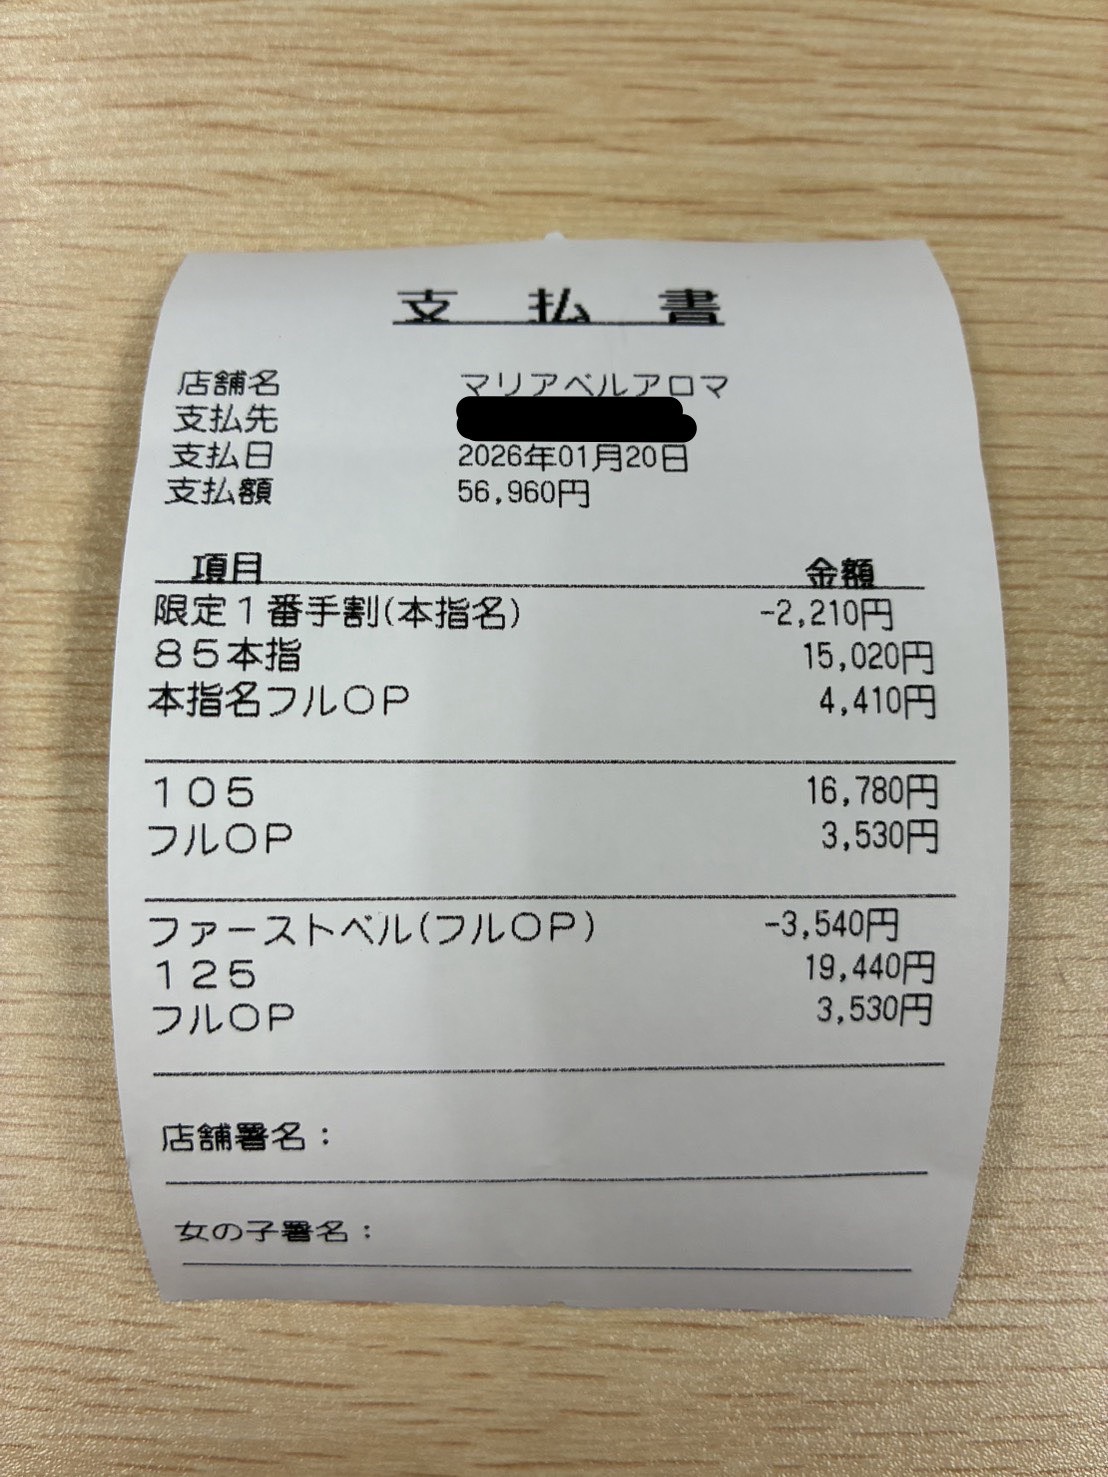 支払書
店舗名 マリアベルアロマ
支払先
支払日 2026年01月20日
支払額 56,960円
項目 金額
限定1番手割(本指名) -2,210円
85本指 15,020円
本指名フルOP 4,410円
105 16,780円
フルOP 3,530円
ファーストベル(フルOP) -3,540円
125 19,440円
フルOP 3,530円
店舗署名：
女の子署名：